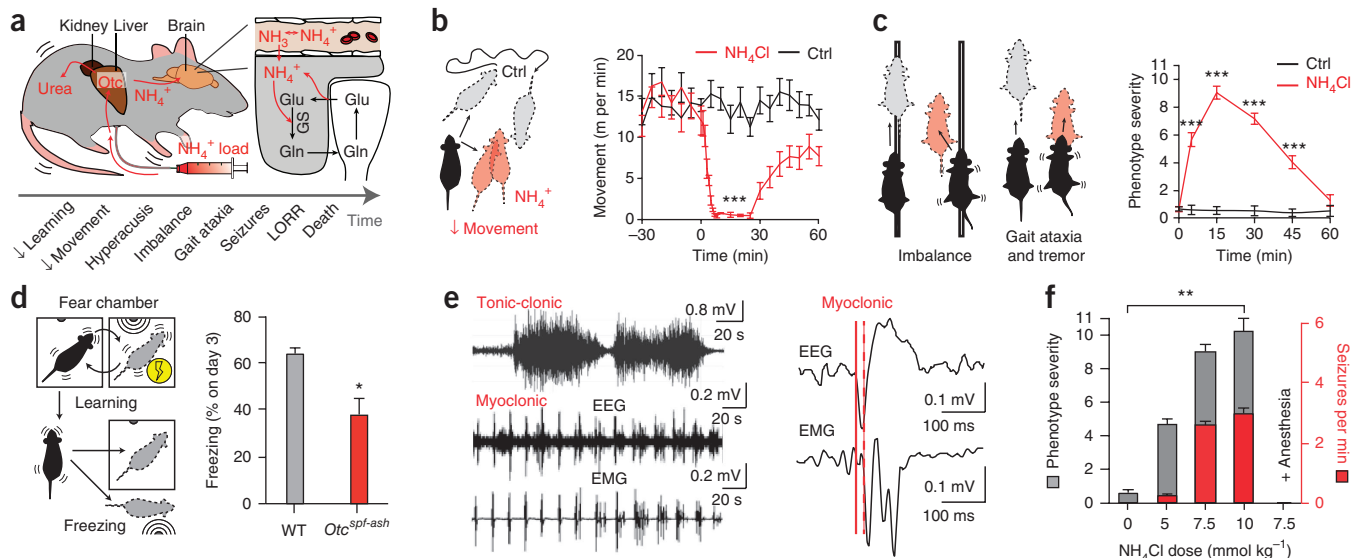 a
Kidney Liver
Brain
Urea
Otc
NH4+
NH4+ load
NH3 ↔ NH4+
NH4+
Glu
Glu
GS
Gln
Gln
Time
↓ Learning
↓ Movement
Hyperacusis
Imbalance
Gait ataxia
Seizures
LORR
Death
b
Ctrl
NH4+
↓ Movement
NH4Cl
Ctrl
Movement (m per min)
20
15
10
5
0
***
–30
0
30
60
Time (min)
c
Imbalance
Gait ataxia
and tremor
Ctrl
NH4Cl
Phenotype severity
11
10
8
6
4
2
0
***
***
***
***
0
15
30
45
60
Time (min)
d
Fear chamber
Learning
Freezing
Freezing (% on day 3)
80
60
40
20
0
*
WT
Otcspf-ash
e
Tonic-clonic
0.8 mV
20 s
Myoclonic
EEG
0.2 mV
20 s
EMG
0.2 mV
20 s
Myoclonic
EEG
0.1 mV
100 ms
EMG
0.1 mV
100 ms
f
**
Phenotype severity
11
10
8
6
4
2
0
+ Anesthesia
6
4
2
0
Seizures per min
0
5
7.5
10
7.5
NH4Cl dose (mmol kg–1)